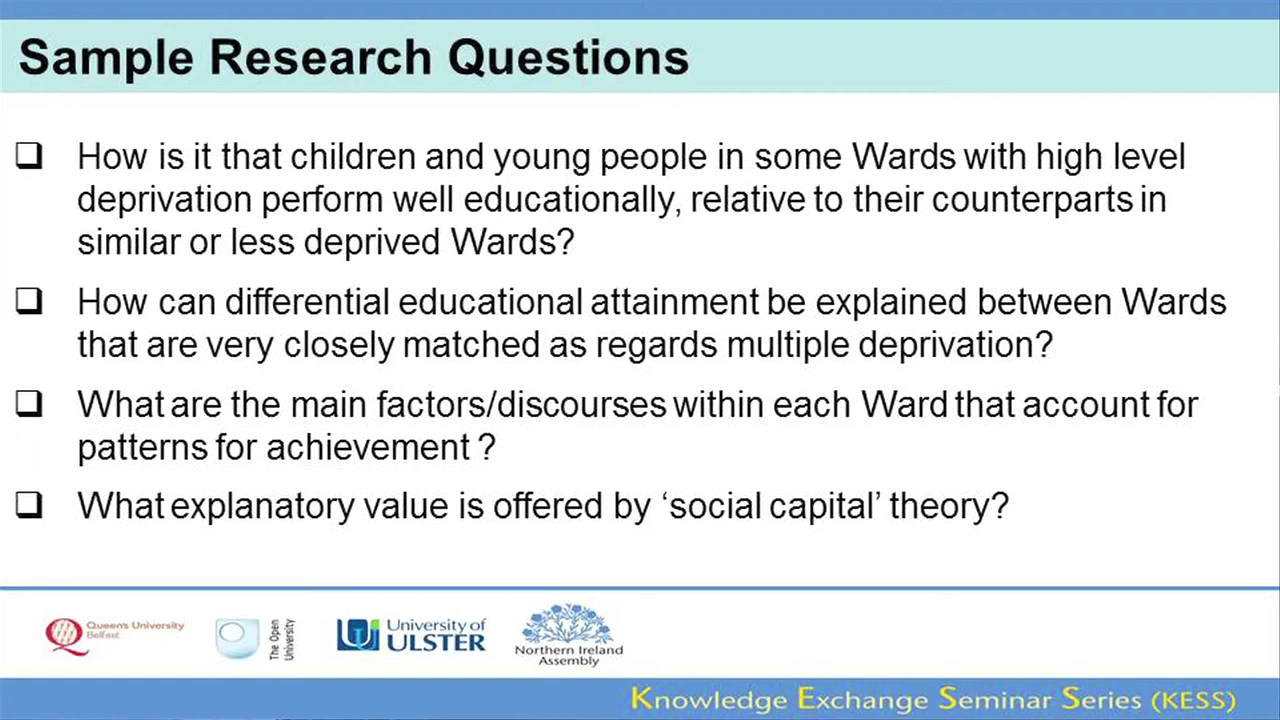 Sample Research Questions
How is it that children and young people in some Wards with high level
deprivation perform well educationally, relative to their counterparts in
similar or less deprived Wards?
How can differential educational attainment be explained between Wards
that are very closely matched as regards multiple deprivation?
What are the main factors/discourses within each Ward that account for
patterns for achievement ?
What explanatory value is offered by ‘social capital’ theory?
Queen's University
Belfast
The Open
University
University of
ULSTER
Northern Ireland
Assembly
Knowledge Exchange Seminar Series (KESS)